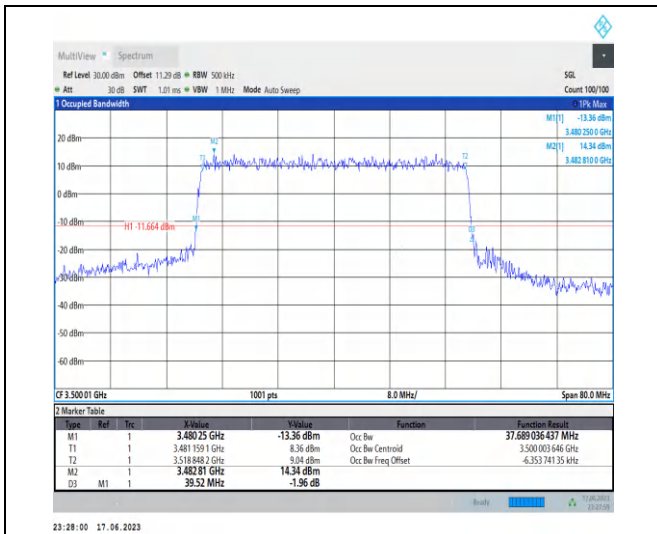 MultiView Spectrum
Ref Level 30.00 dBm Offset 11.29 dB RBW 500 kHz SGL
Att 30 dB SWT 1.01 ms VBW 1 MHz Mode Auto Sweep Count 100/100
1 Occupied Bandwidth 1Pk Max
M1[1] -13.36 dBm
3.480 250 0 GHz
M2[1] 14.34 dBm
3.482 810 0 GHz
20 dBm
M2
T1
T2
10 dBm
0 dBm
-10 dBm
M1
H1 -11.664 dBm
D3
-20 dBm
-30 dBm
-40 dBm
-50 dBm
-60 dBm
CF 3.500 01 GHz 1001 pts 8.0 MHz/ Span 80.0 MHz
2 Marker Table
Type Ref Trc X-Value Y-Value Function Function Result
M1 1 3.480 25 GHz -13.36 dBm Occ Bw 37.689 036 437 MHz
T1 1 3.481 159 1 GHz 8.36 dBm Occ Bw Centroid 3.500 003 646 GHz
T2 1 3.518 848 2 GHz 9.04 dBm Occ Bw Freq Offset -6.353 741 35 kHz
M2 1 3.482 81 GHz 14.34 dBm
D3 M1 1 39.52 MHz -1.96 dB
Ready
23:28:00 17.06.2023